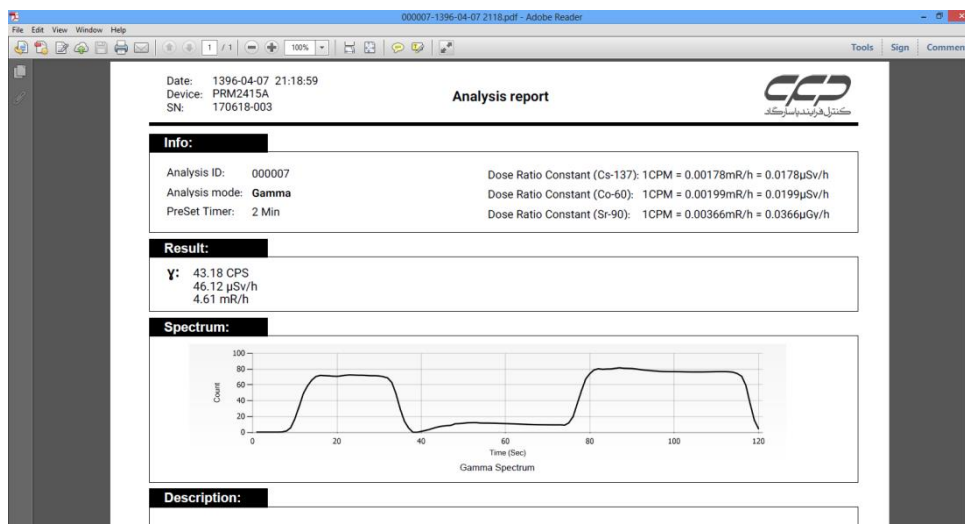 000007-1396-04-07 2118.pdf - Adobe Reader
File Edit View Window Help
1 / 1 100% Tools Sign Commen
Date: 1396-04-07 21:18:59
Device: PRM2415A
SN: 170618-003
Analysis report
کنترل فرایند پاسارگاد
Info:
Analysis ID: 000007
Analysis mode: Gamma
PreSet Timer: 2 Min
Dose Ratio Constant (Cs-137): 1CPM = 0.00178mR/h = 0.0178µSv/h
Dose Ratio Constant (Co-60): 1CPM = 0.00199mR/h = 0.0199µSv/h
Dose Ratio Constant (Sr-90): 1CPM = 0.00366mR/h = 0.0366µGy/h
Result:
γ: 43.18 CPS
46.12 µSv/h
4.61 mR/h
Spectrum:
100
80
60
40
20
0
Count
0 20 40 60 80 100 120
Time (Sec)
Gamma Spectrum
Description: